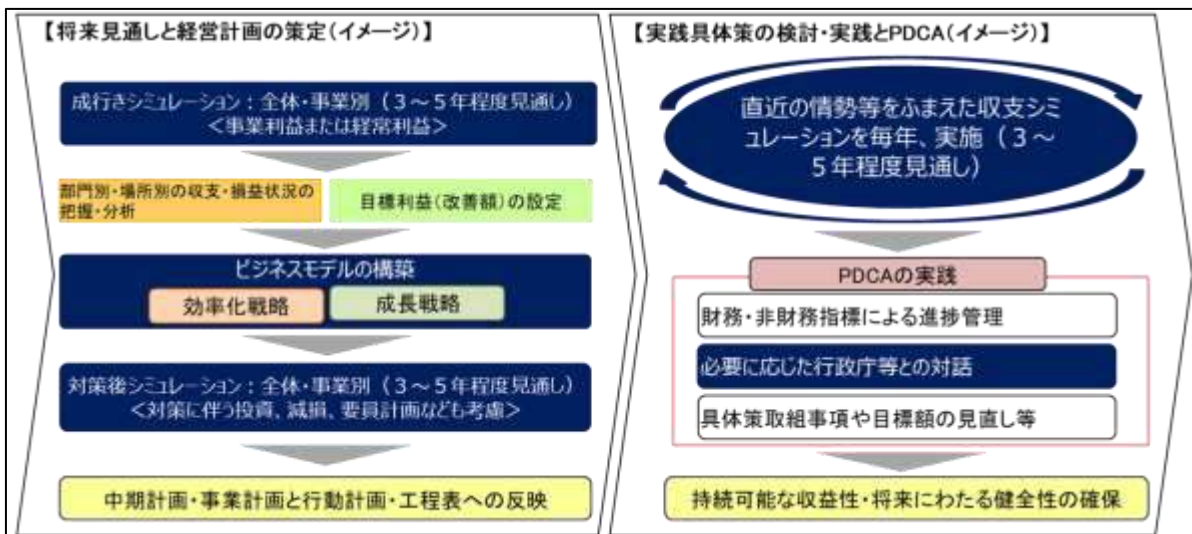 【将来見通しと経営計画の策定(イメージ)】
成行きシミュレーション：全体・事業別（３～５年程度見通し）
＜事業利益または経常利益＞
部門別・場所別の収支・損益状況の
把握・分析
目標利益(改善額)の設定
ビジネスモデルの構築
効率化戦略
成長戦略
対策後シミュレーション：全体・事業別（３～５年程度見通し）
＜対策に伴う投資、減損、要員計画なども考慮＞
中期計画・事業計画と行動計画・工程表への反映
【実践具体策の検討・実践とPDCA(イメージ)】
直近の情勢等をふまえた収支シミ
ュレーションを毎年、実施（３～
５年程度見通し）
PDCAの実践
財務・非財務指標による進捗管理
必要に応じた行政庁等との対話
具体策取組事項や目標額の見直し等
持続可能な収益性・将来にわたる健全性の確保